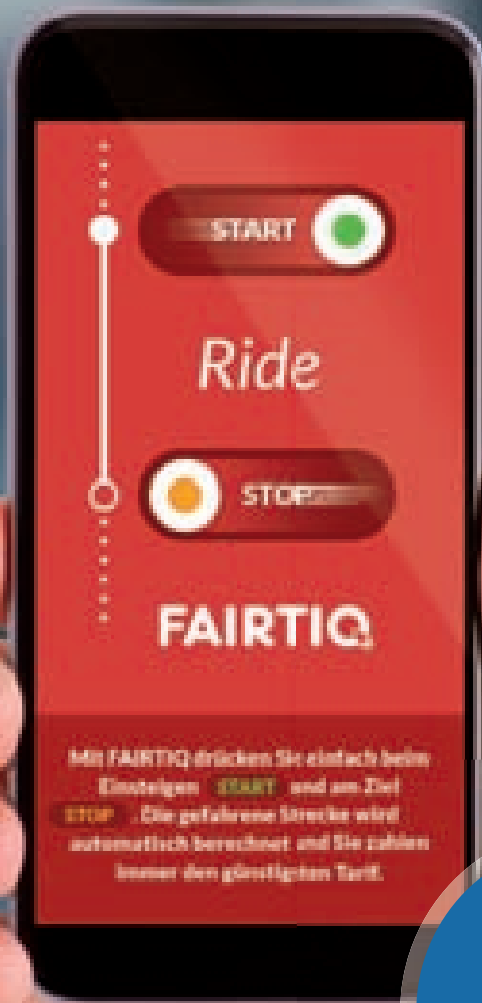 START
Ride
STOP
FAIRTIQ
Mit FAIRTIQ drücken Sie einfach beim
Einsteigen START und am Ziel
STOP . Die gefahrene Strecke wird
automatisch berechnet und Sie zahlen
immer den günstigsten Tarif.